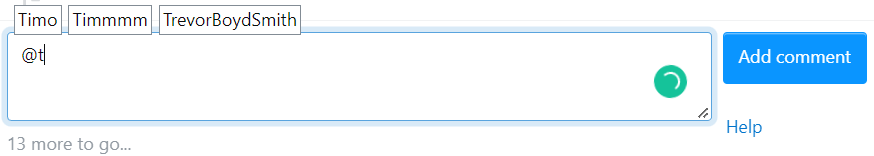 Timo Timmmm TrevorBoydSmith
@t
Add comment
Help
13 more to go...